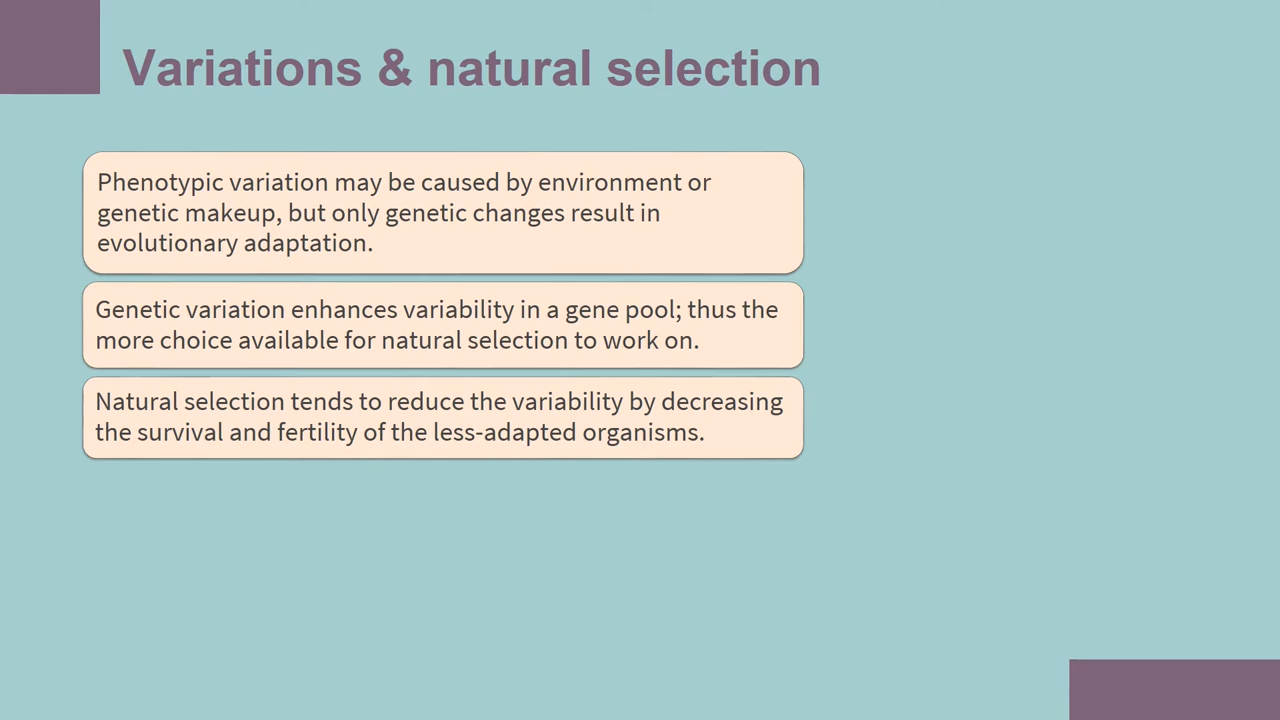 Variations & natural selection
Phenotypic variation may be caused by environment or
genetic makeup, but only genetic changes result in
evolutionary adaptation.
Genetic variation enhances variability in a gene pool; thus the
more choice available for natural selection to work on.
Natural selection tends to reduce the variability by decreasing
the survival and fertility of the less-adapted organisms.